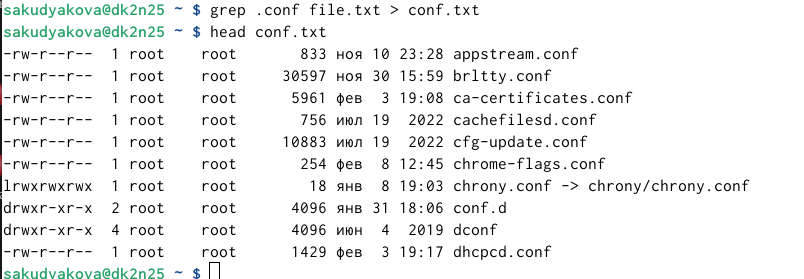 sakudyakova@dk2n25 ~ $ grep .conf file.txt > conf.txt
sakudyakova@dk2n25 ~ $ head conf.txt
-rw-r--r--  1 root    root       833 ноя 10 23:28 appstream.conf
-rw-r--r--  1 root    root     30597 ноя 30 15:59 brltty.conf
-rw-r--r--  1 root    root      5961 фев  3 19:08 ca-certificates.conf
-rw-r--r--  1 root    root       756 июл 19  2022 cachefilesd.conf
-rw-r--r--  1 root    root     10883 июл 19  2022 cfg-update.conf
-rw-r--r--  1 root    root       254 фев  8 12:45 chrome-flags.conf
lrwxrwxrwx  1 root    root        18 янв  8 19:03 chrony.conf -> chrony/chrony.conf
drwxr-xr-x  2 root    root      4096 янв 31 18:06 conf.d
drwxr-xr-x  4 root    root      4096 июн  4  2019 dconf
-rw-r--r--  1 root    root      1429 фев  3 19:17 dhcpcd.conf
sakudyakova@dk2n25 ~ $